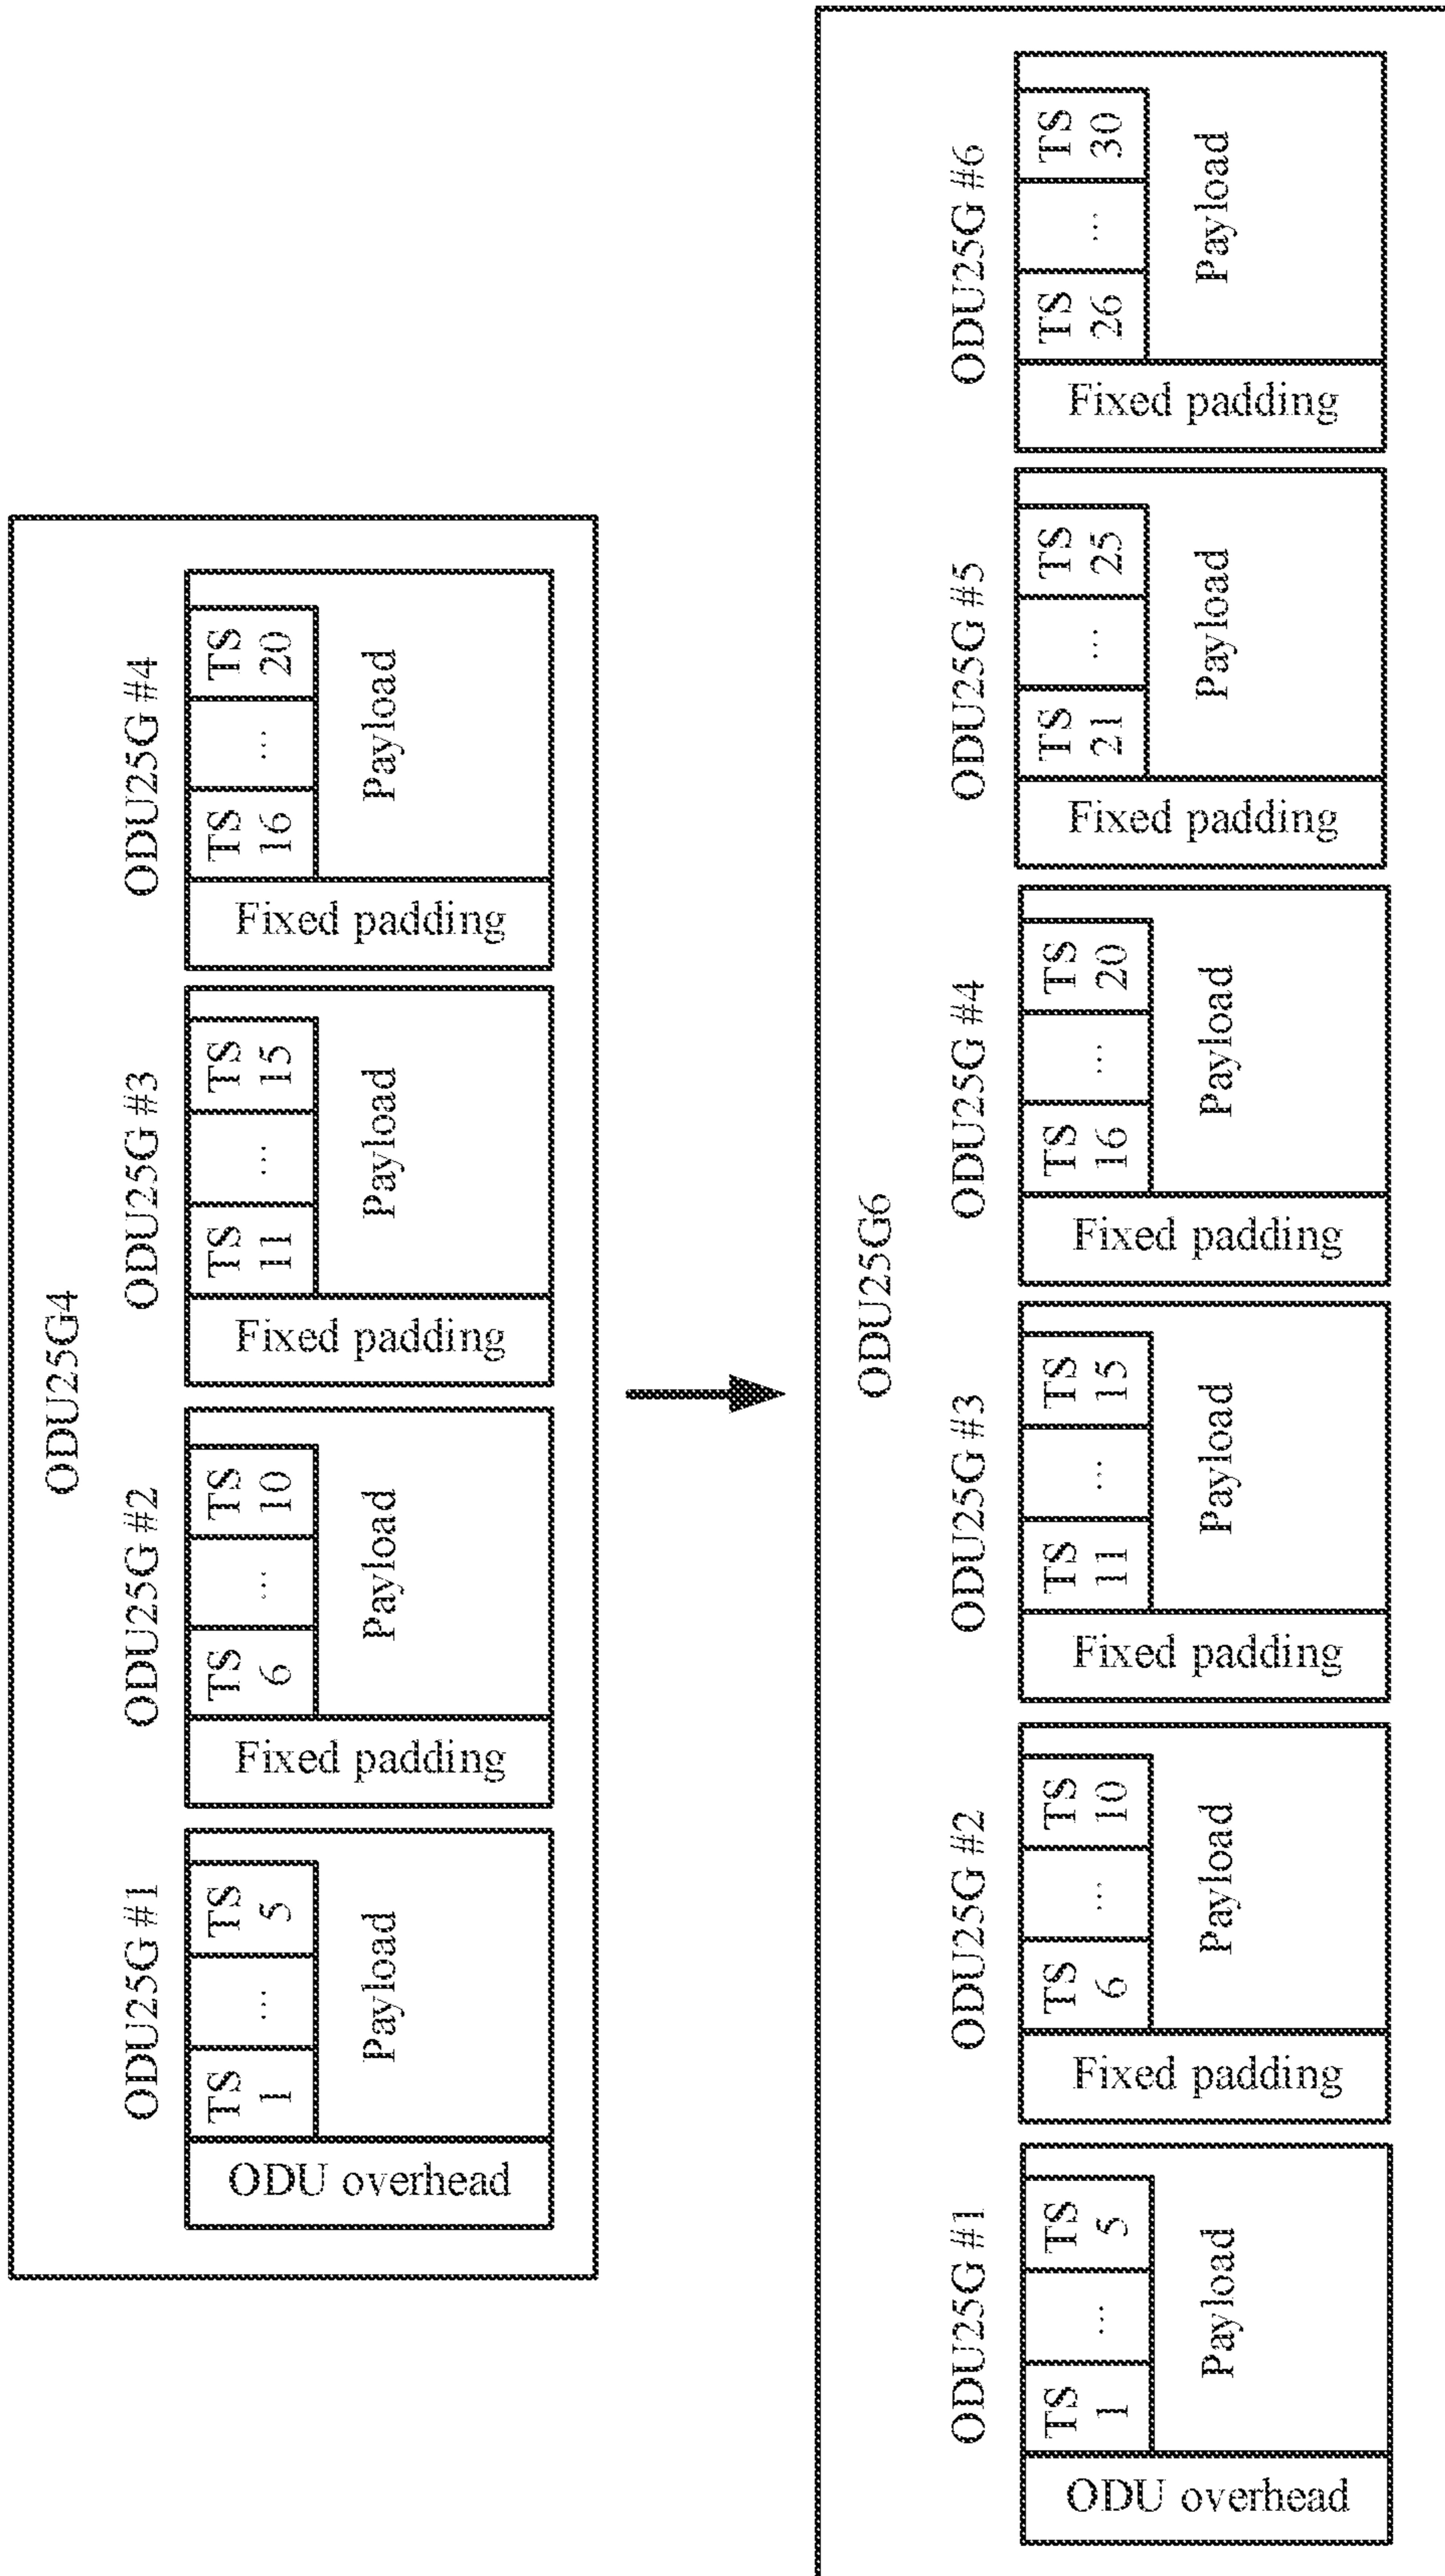 ODU25G4
ODU25G #1
ODU25G #2
ODU25G #3
ODU25G #4
ODU overhead
TS 1
...
TS 5
Payload
Fixed padding
TS 6
...
TS 10
Payload
Fixed padding
TS 11
...
TS 15
Payload
Fixed padding
TS 16
...
TS 20
Payload
ODU25G6
ODU25G #1
ODU25G #2
ODU25G #3
ODU25G #4
ODU25G #5
ODU25G #6
ODU overhead
TS 1
...
TS 5
Payload
Fixed padding
TS 6
...
TS 10
Payload
Fixed padding
TS 11
...
TS 15
Payload
Fixed padding
TS 16
...
TS 20
Payload
Fixed padding
TS 21
...
TS 25
Payload
Fixed padding
TS 26
...
TS 30
Payload